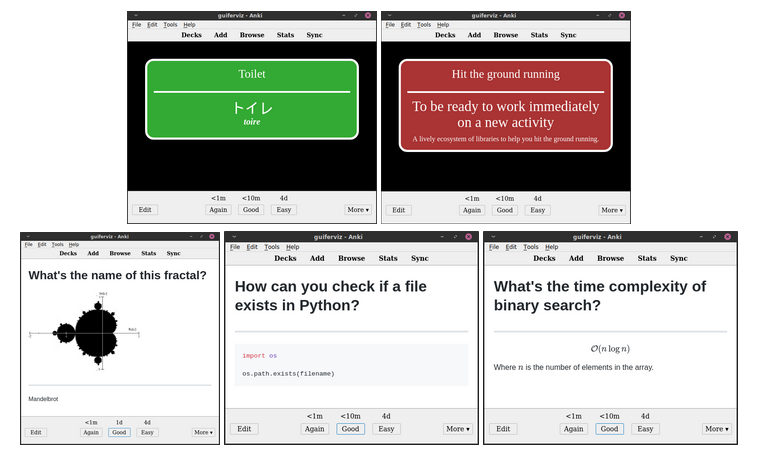 guiferviz - Anki
File Edit Tools Help
Decks Add Browse Stats Sync
Toilet
トイレ
toire
<1m <10m 4d
Edit Again Good Easy More ▾
guiferviz - Anki
File Edit Tools Help
Decks Add Browse Stats Sync
Hit the ground running
To be ready to work immediately
on a new activity
A lively ecosystem of libraries to help you hit the ground running.
<1m <10m 4d
Edit Again Good Easy More ▾
guiferviz - Anki
File Edit Tools Help
Decks Add Browse Stats Sync
What's the name of this fractal?
Mandelbrot
<1m 1d 4d
Edit Again Good Easy More ▾
guiferviz - Anki
File Edit Tools Help
Decks Add Browse Stats Sync
How can you check if a file
exists in Python?
import os
os.path.exists(filename)
<1m <10m 4d
Edit Again Good Easy More ▾
guiferviz - Anki
File Edit Tools Help
Decks Add Browse Stats Sync
What's the time complexity of
binary search?
𝒪(n log n)
Where n is the number of elements in the array.
<1m <10m 4d
Edit Again Good Easy More ▾